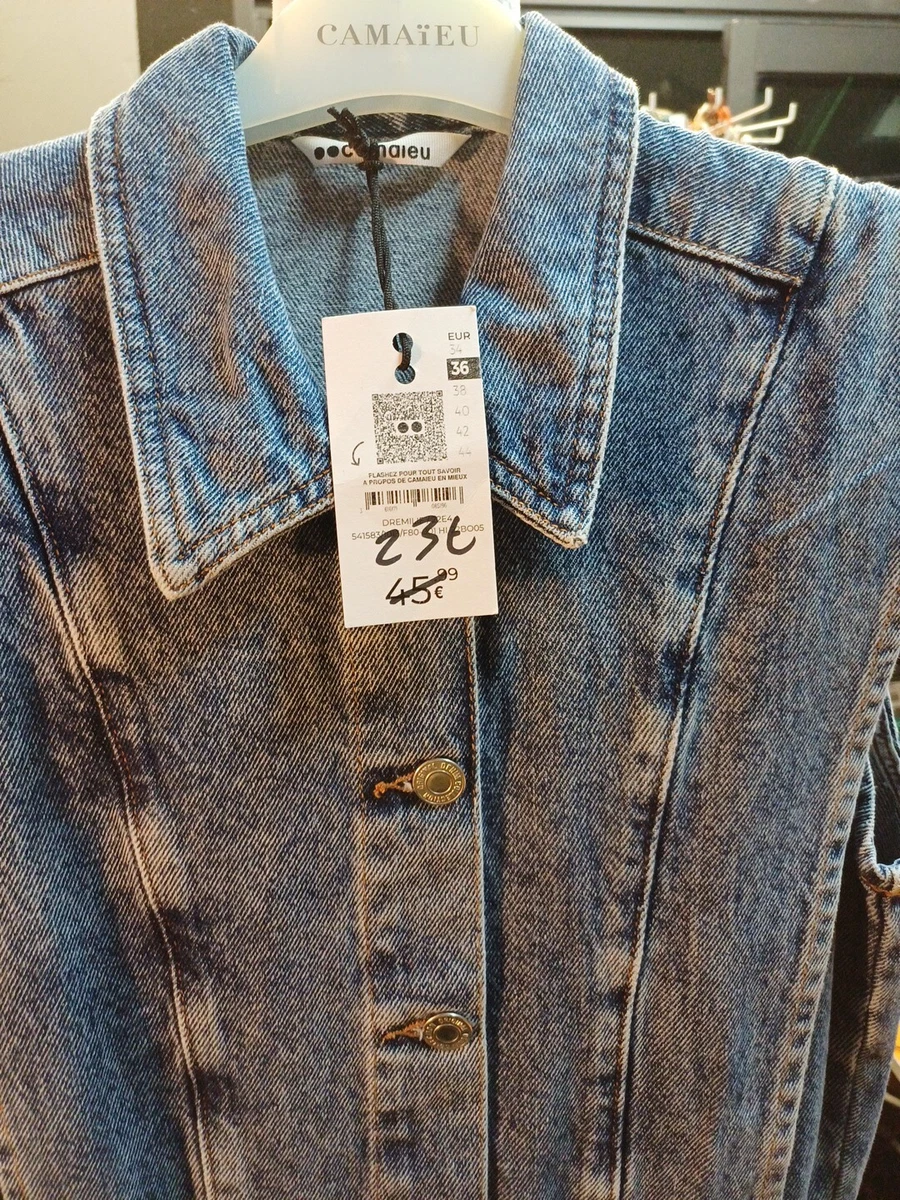 CAMAïEU
camaieu
EUR
34
36
38
40
42
44
FLASHEZ POUR TOUT SAVOIR
A PROPOS DE CAMAIEU EN MIEUX
23€
45€99